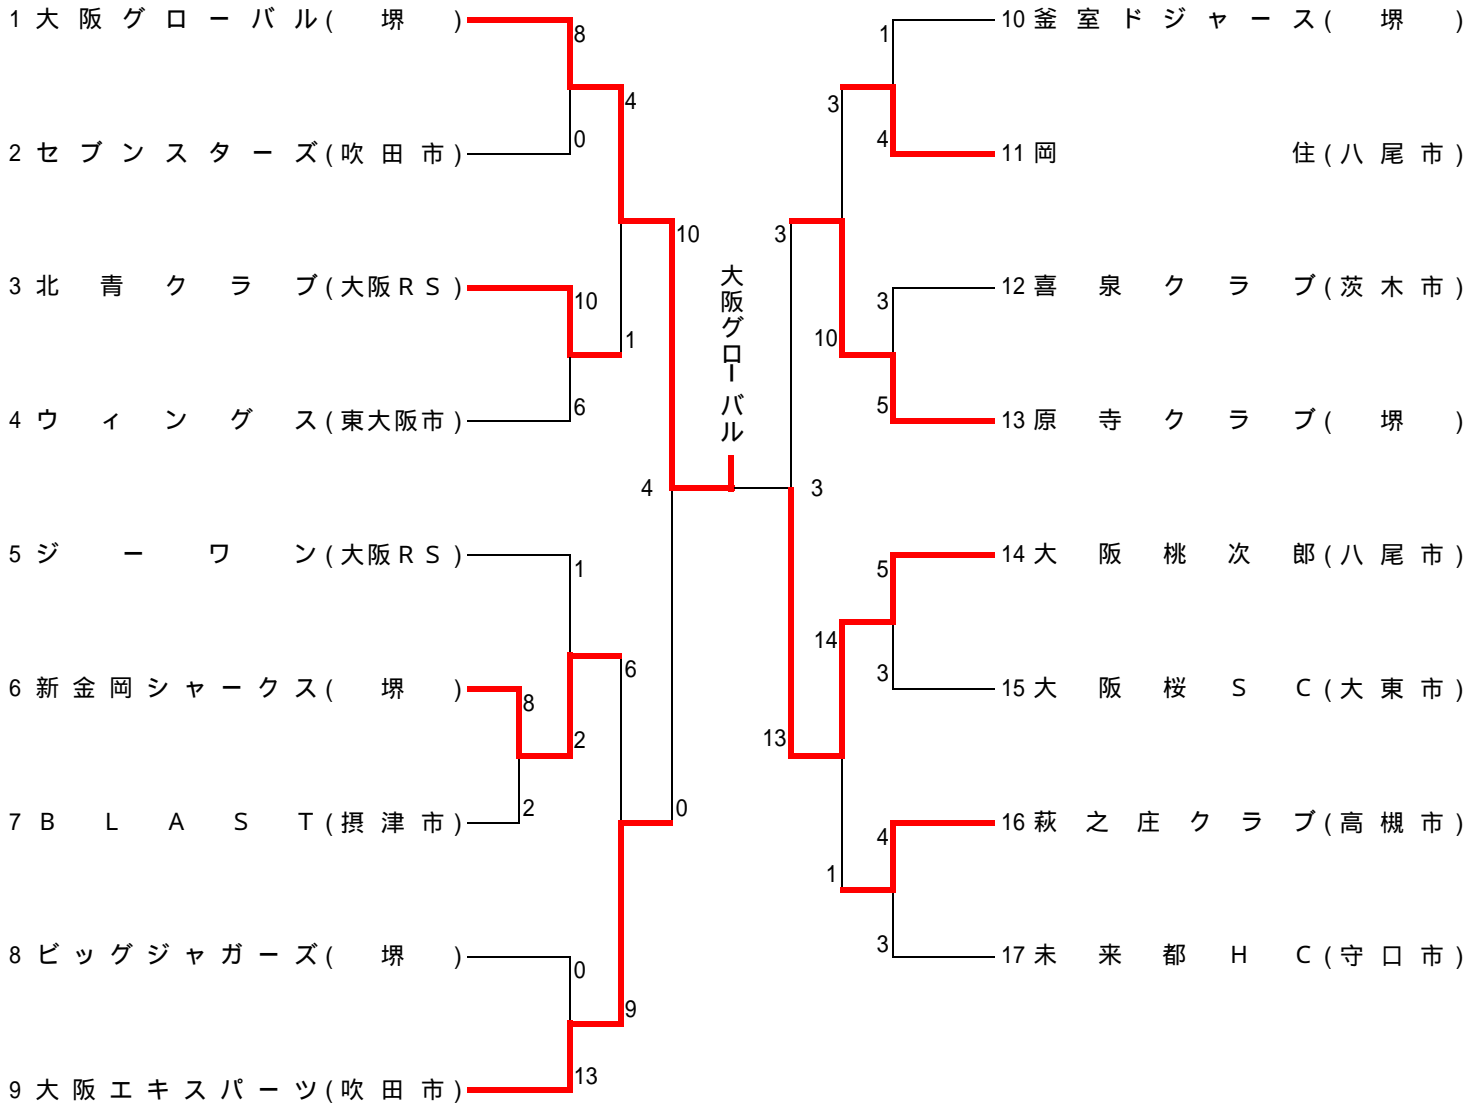 1 大阪グローバル(堺)
8
4
0
2 セブンスターズ(吹田市)
10
3 北青クラブ(大阪RS)
10
1
6
4 ウィングス(東大阪市)
4
5 ジーワン(大阪RS)
1
6
6 新金岡シャークス(堺)
8
2
2
7 BLAST(摂津市)
0
8 ビッグジャガーズ(堺)
0
9
13
9 大阪エキスパーツ(吹田市)
大阪グローバル
10 釜室ドジャース(堺)
1
3
4
11 岡住(八尾市)
3
12 喜泉クラブ(茨木市)
3
10
5
13 原寺クラブ(堺)
3
14 大阪桃次郎(八尾市)
5
14
3
15 大阪桜SC(大東市)
13
16 萩之庄クラブ(高槻市)
4
1
3
17 未来都HC(守口市)